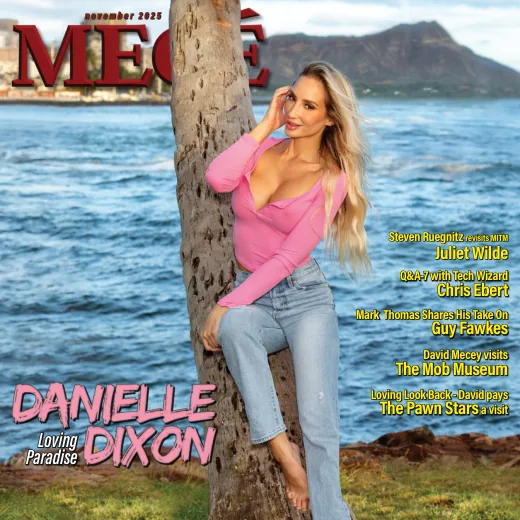 november 2025
MECÉ
Steven Ruegnitz revisits MITM
Juliet Wilde
Q&A-7 with Tech Wizard
Chris Ebert
Mark Thomas Shares His Take On
Guy Fawkes
David Mecey visits
The Mob Museum
Loving Look Back - David pays
The Pawn Stars a visit
DANIELLE
DIXON
Loving
Paradise